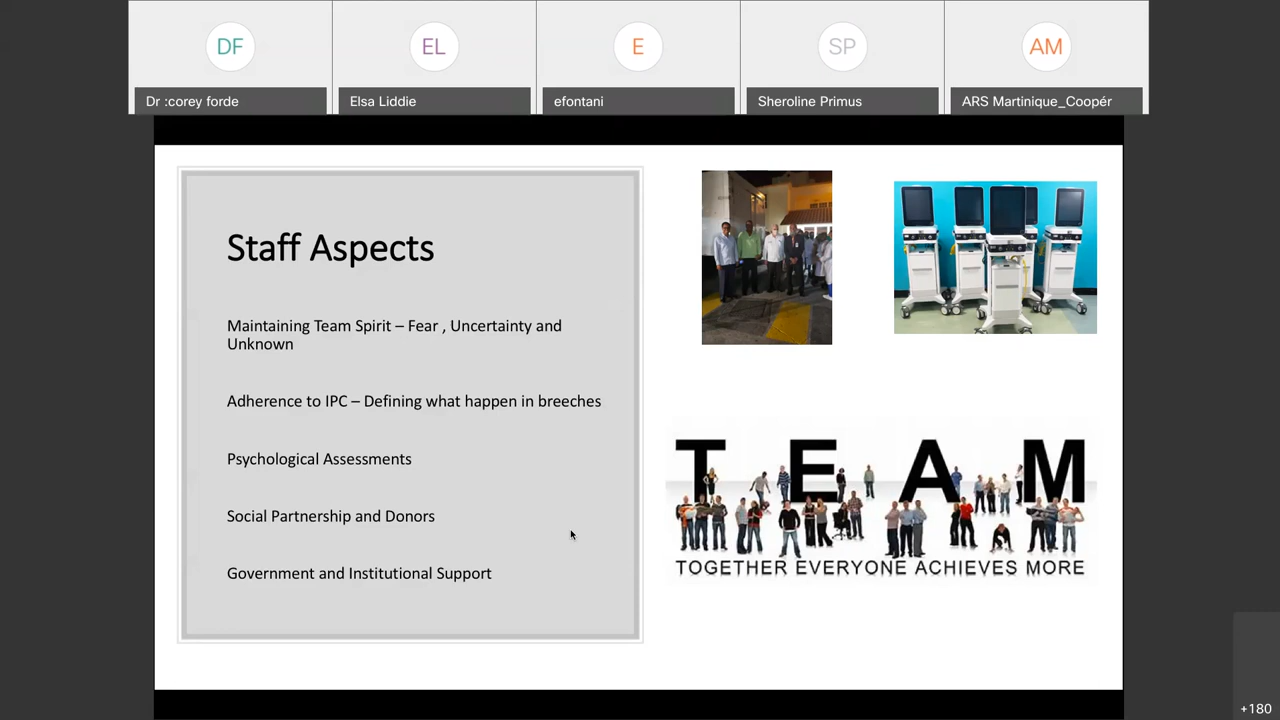 DF
EL
E
SP
AM
Dr :corey forde
Elsa Liddie
efontani
Sheroline Primus
ARS Martinique_Coopér
Staff Aspects
Maintaining Team Spirit – Fear , Uncertainty and
Unknown
Adherence to IPC – Defining what happen in breeches
Psychological Assessments
Social Partnership and Donors
Government and Institutional Support
TEAM
TOGETHER EVERYONE ACHIEVES MORE
+180